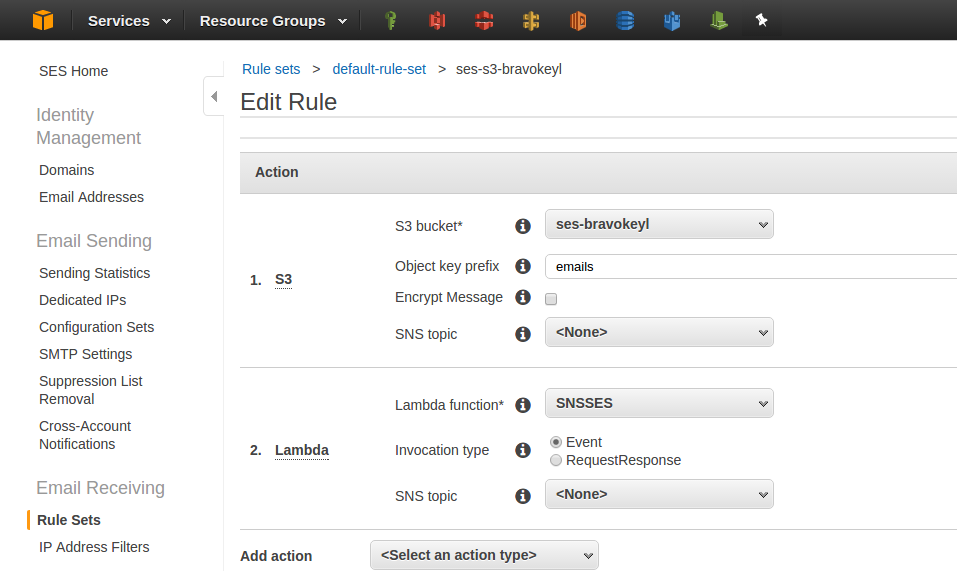 Services Resource Groups
SES Home
Identity
Management
Domains
Email Addresses
Email Sending
Sending Statistics
Dedicated IPs
Configuration Sets
SMTP Settings
Suppression List
Removal
Cross-Account
Notifications
Email Receiving
Rule Sets
IP Address Filters
Rule sets > default-rule-set > ses-s3-bravokeyl
Edit Rule
Action
1. S3
S3 bucket* ses-bravokeyl
Object key prefix emails
Encrypt Message
SNS topic <None>
2. Lambda
Lambda function* SNSSES
Invocation type Event
RequestResponse
SNS topic <None>
Add action <Select an action type>